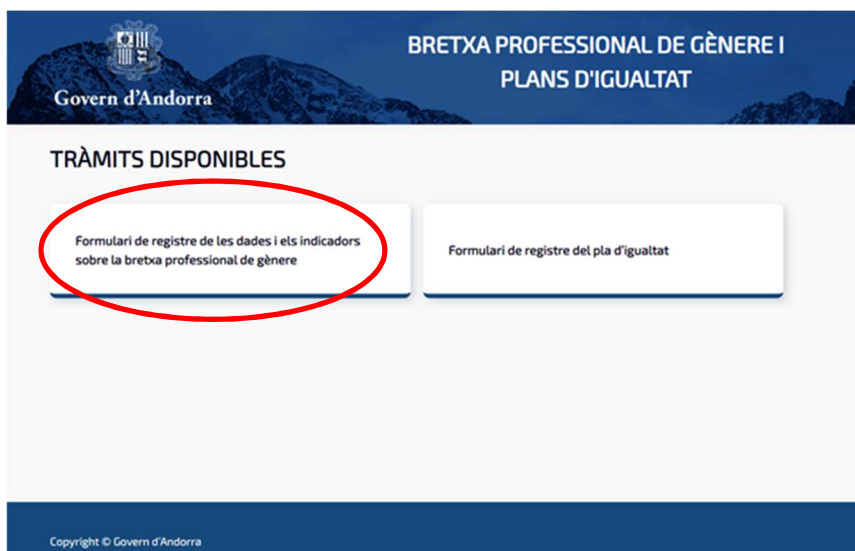 Govern d'Andorra
BRETXA PROFESSIONAL DE GÈNERE I
PLANS D'IGUALTAT
TRÀMITS DISPONIBLES
Formulari de registre de les dades i els indicadors
sobre la bretxa professional de gènere
Formulari de registre del pla d'igualtat
Copyright © Govern d'Andorra